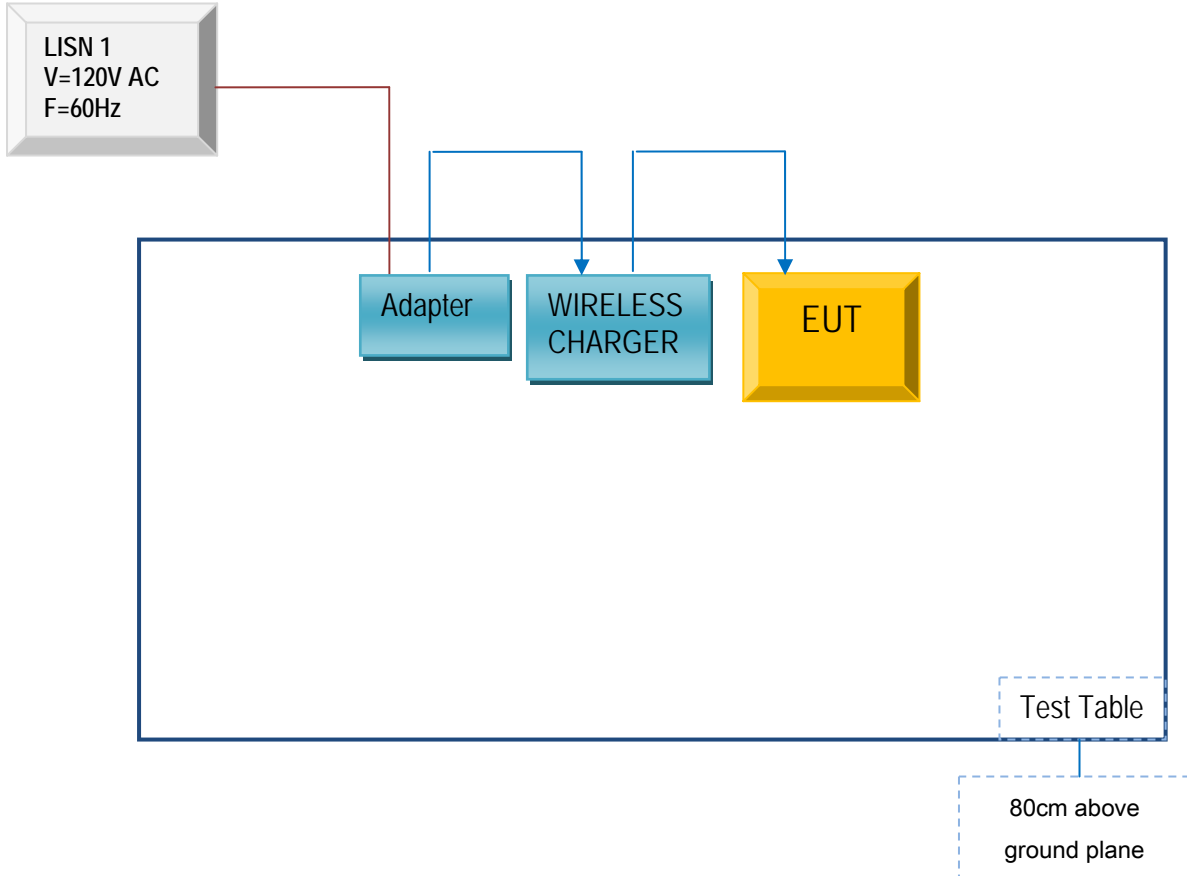 LISN 1
V=120V AC
F=60Hz
Adapter
WIRELESS
CHARGER
EUT
Test Table
80cm above
ground plane